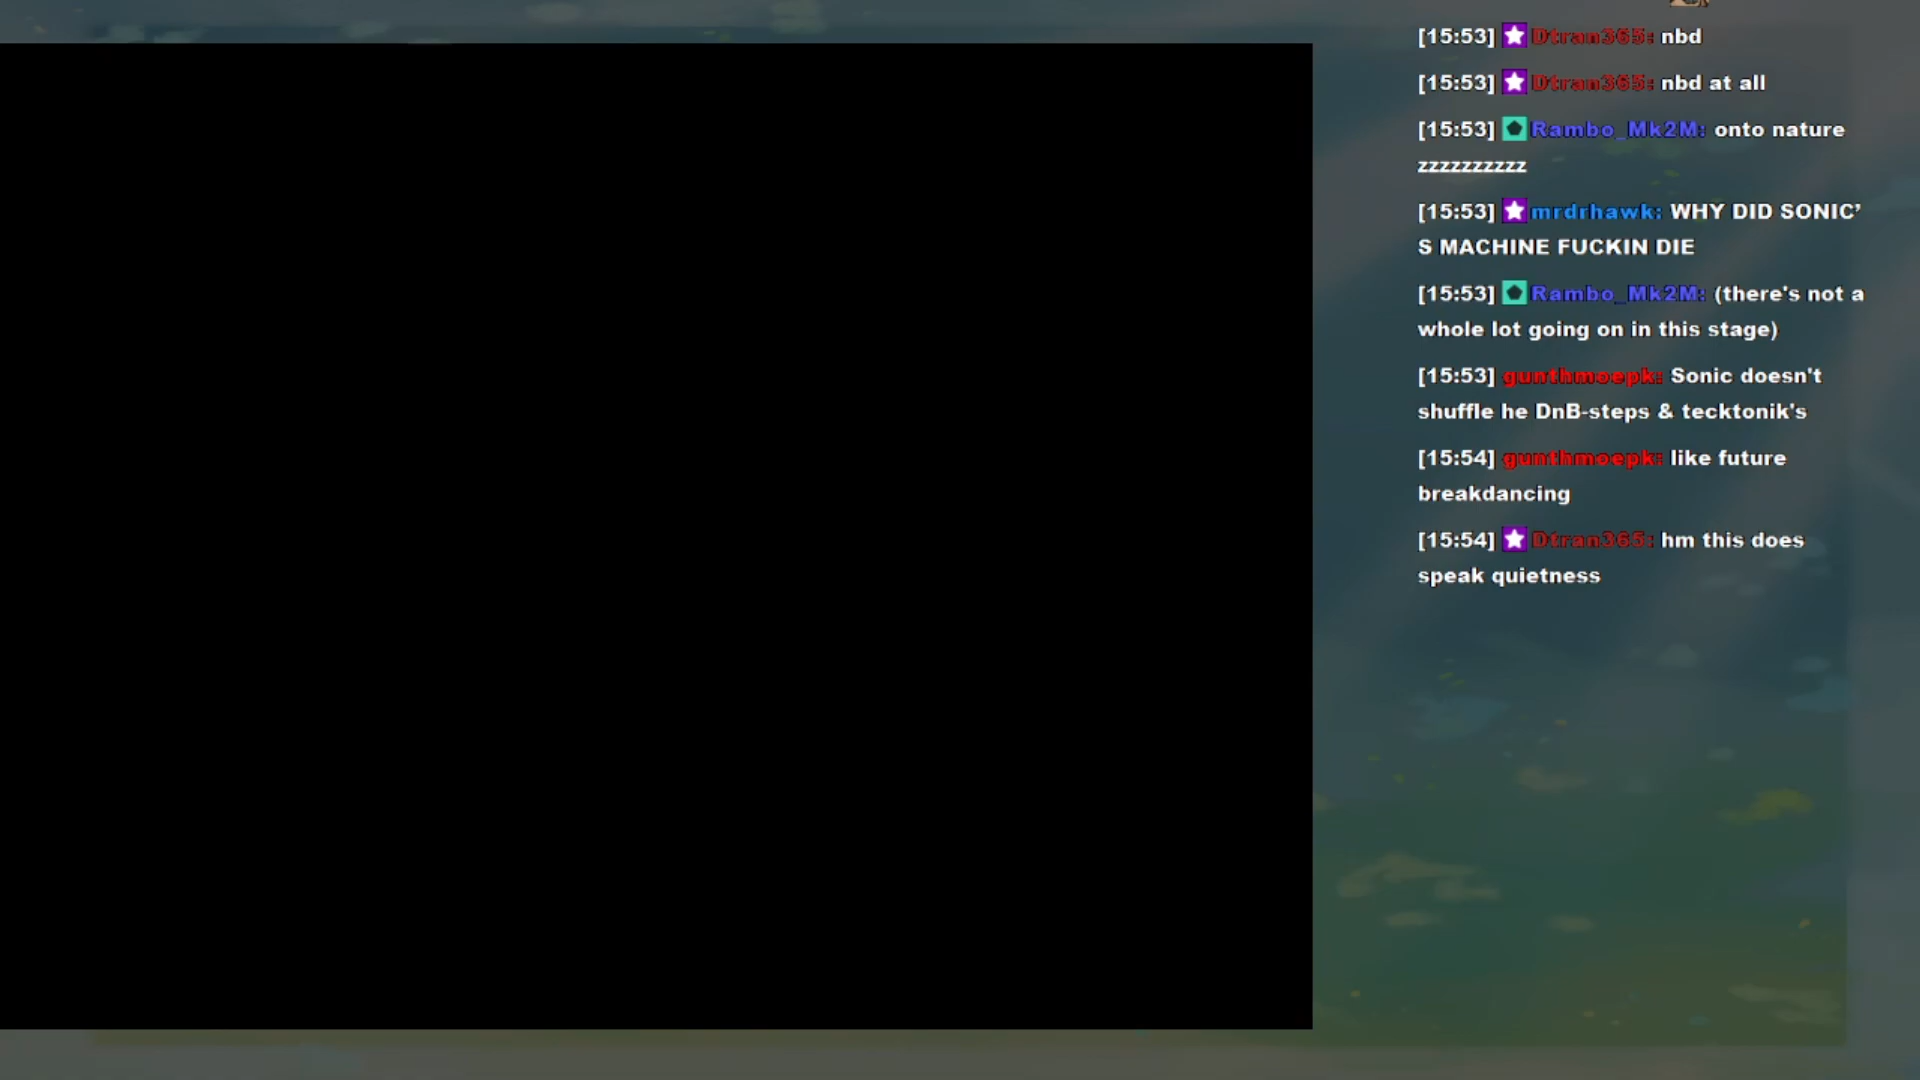 [15:53] Dtran365: nbd
[15:53] Dtran365: nbd at all
[15:53] Rambo_Mk2M: onto nature
zzzzzzzzzz
[15:53] mrdrhawk: WHY DID SONIC’
S MACHINE FUCKIN DIE
[15:53] Rambo_Mk2M: (there's not a
whole lot going on in this stage)
[15:53] gunthmoepk: Sonic doesn't
shuffle he DnB-steps & tecktonik's
[15:54] gunthmoepk: like future
breakdancing
[15:54] Dtran365: hm this does
speak quietness